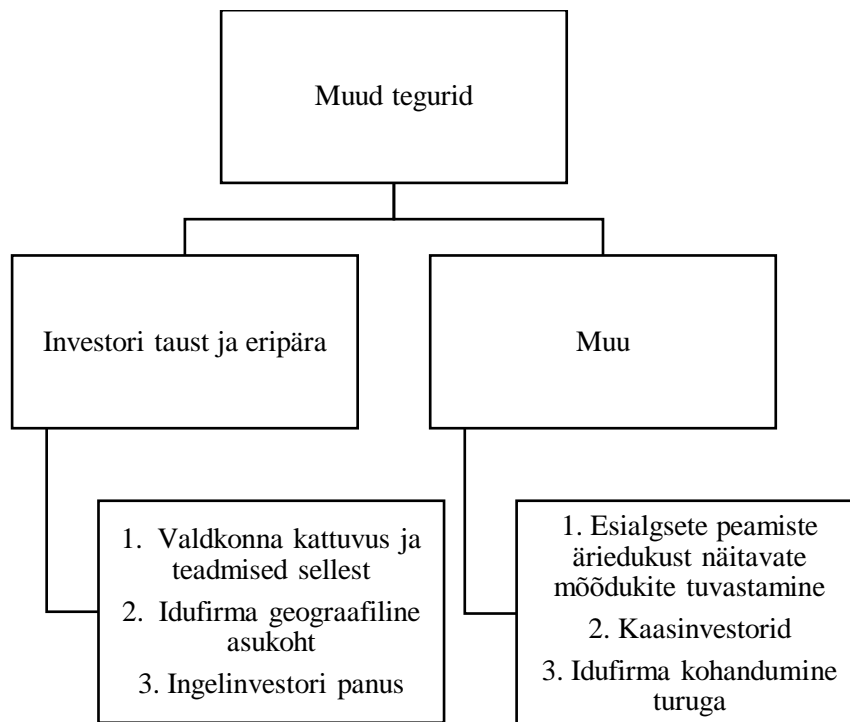 Muud tegurid
Investori taust ja eripära
Muu
1. Valdkonna kattuvus ja
teadmised sellest
2. Idufirma geograafiline
asukoht
3. Ingelinvestori panus
1. Esialgsete peamiste
äriedukust näitavate
mõõdukite tuvastamine
2. Kaasinvestorid
3. Idufirma kohandumine
turuga